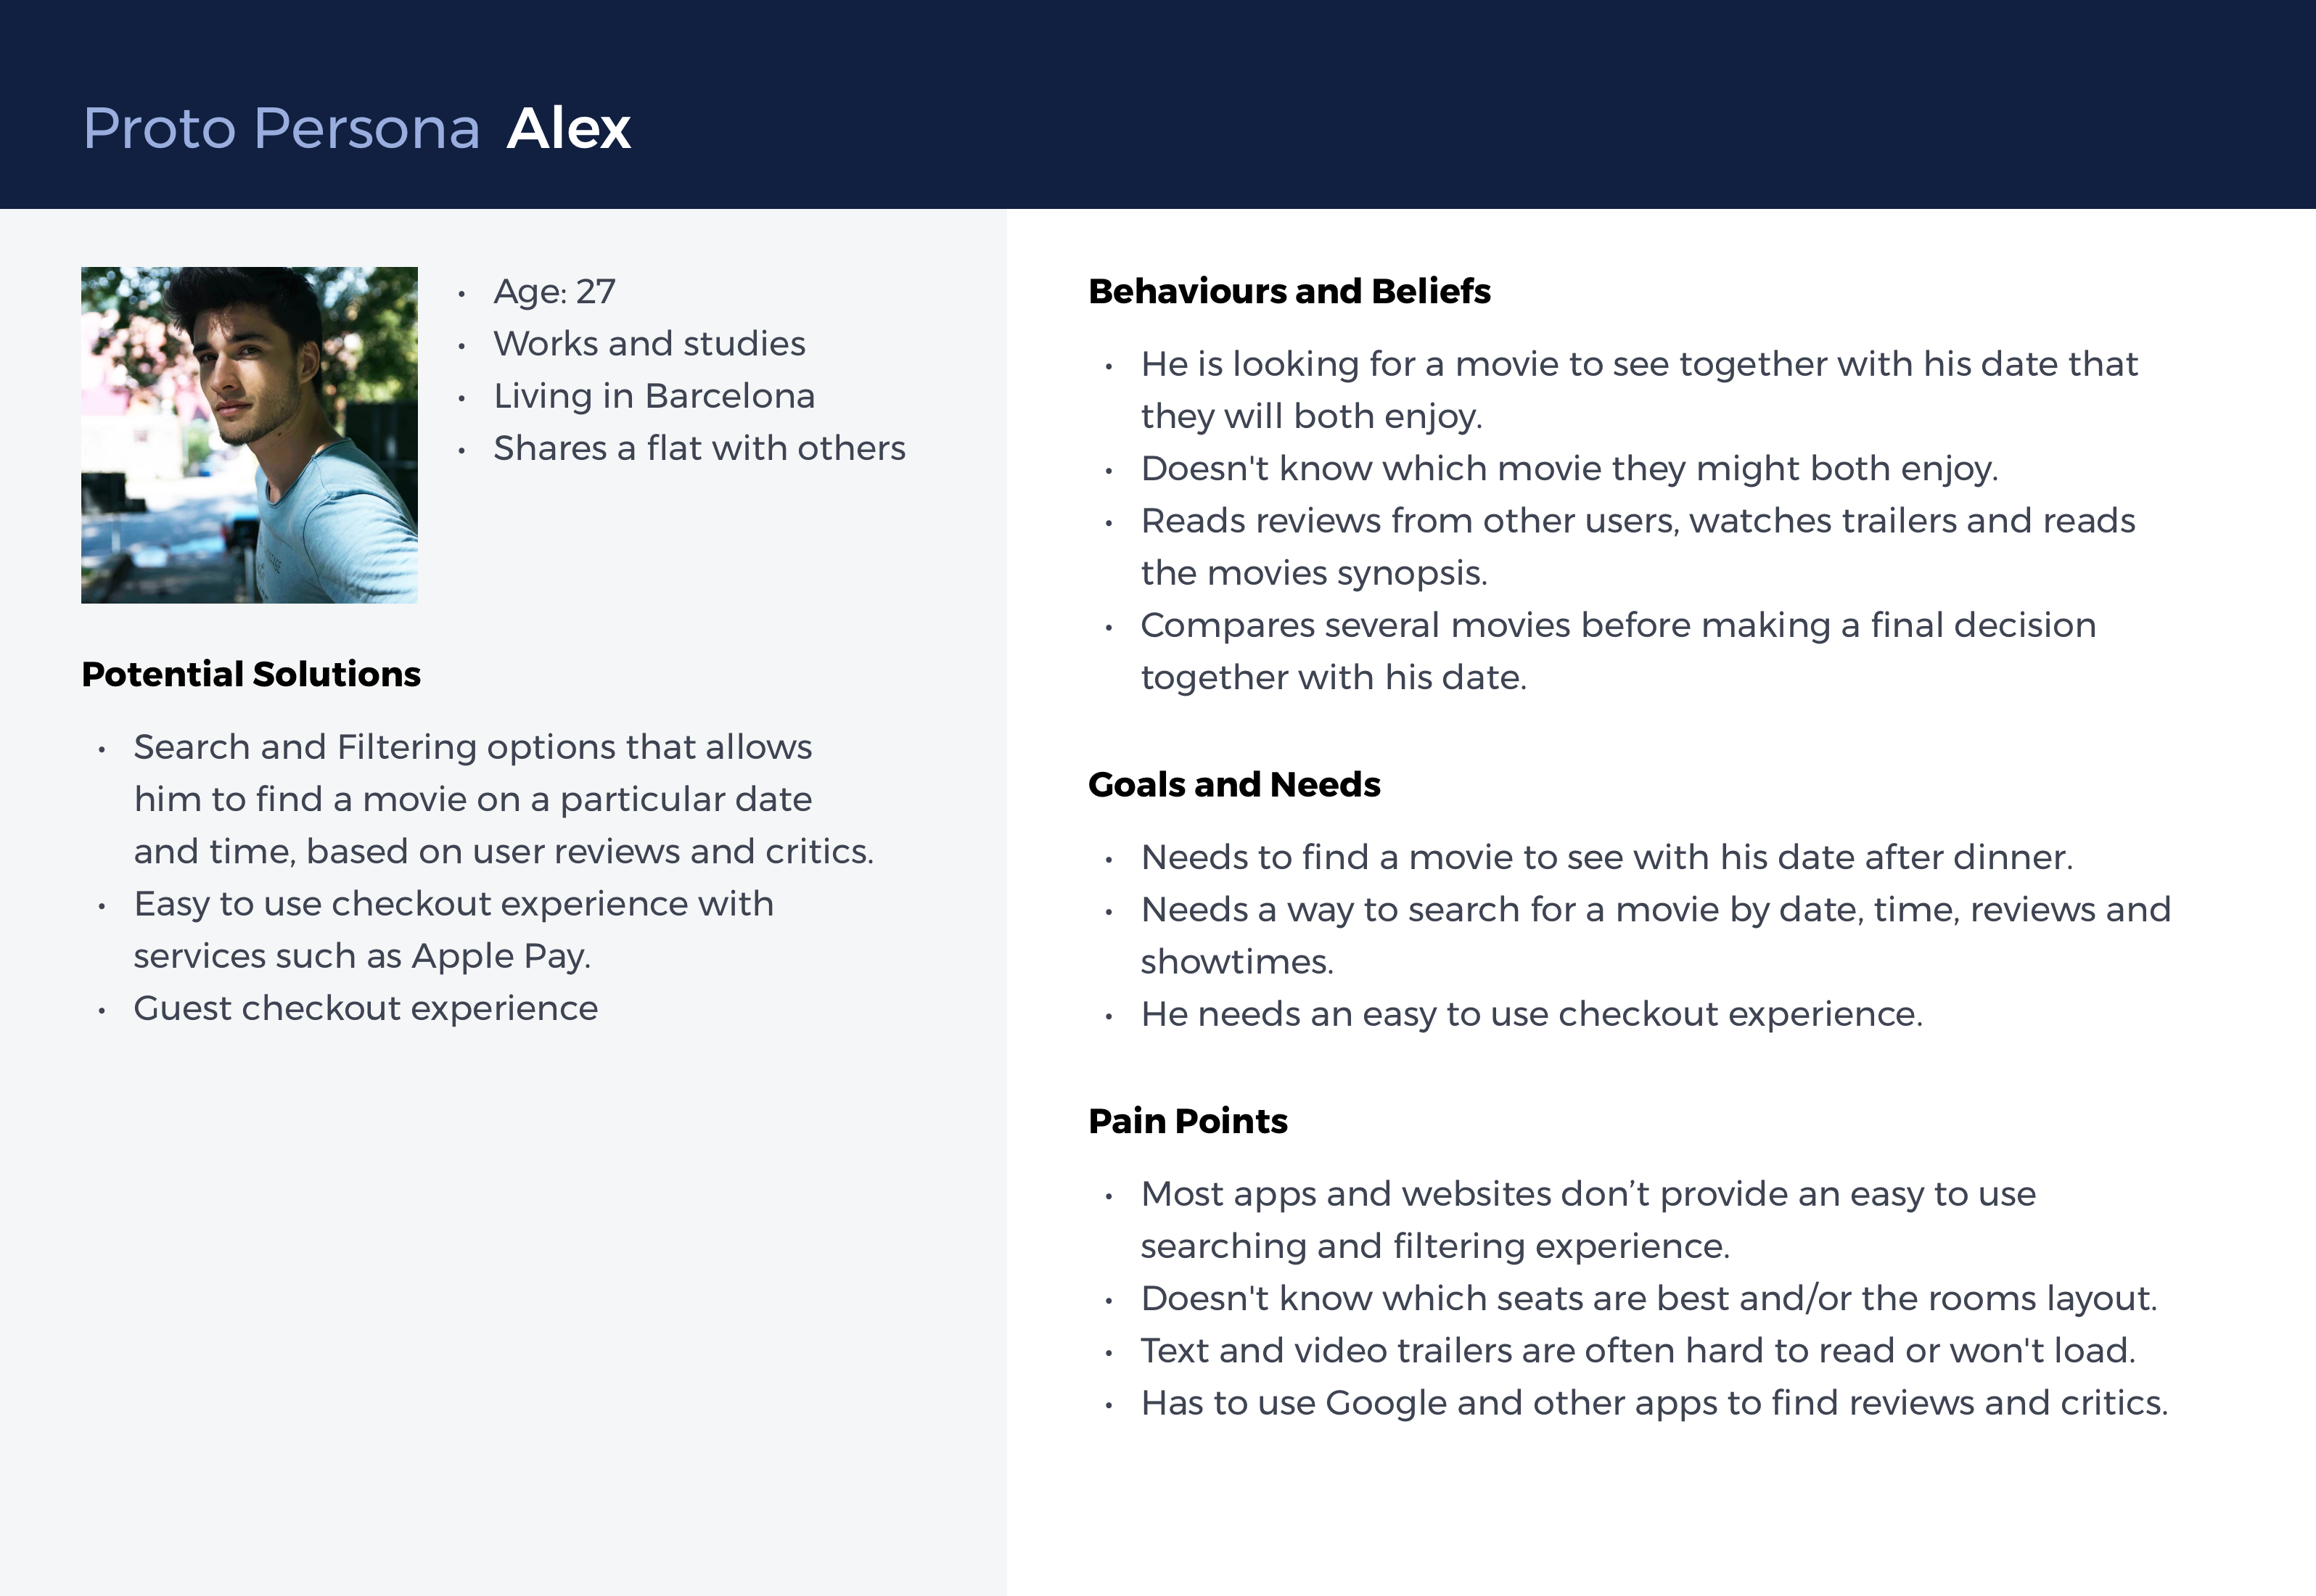 Proto Persona Alex
• Age: 27
• Works and studies
• Living in Barcelona
• Shares a flat with others
Potential Solutions
• Search and Filtering options that allows
him to find a movie on a particular date
and time, based on user reviews and critics.
• Easy to use checkout experience with
services such as Apple Pay.
• Guest checkout experience
Behaviours and Beliefs
• He is looking for a movie to see together with his date that
they will both enjoy.
• Doesn't know which movie they might both enjoy.
• Reads reviews from other users, watches trailers and reads
the movies synopsis.
• Compares several movies before making a final decision
together with his date.
Goals and Needs
• Needs to find a movie to see with his date after dinner.
• Needs a way to search for a movie by date, time, reviews and
showtimes.
• He needs an easy to use checkout experience.
Pain Points
• Most apps and websites don’t provide an easy to use
searching and filtering experience.
• Doesn't know which seats are best and/or the rooms layout.
• Text and video trailers are often hard to read or won't load.
• Has to use Google and other apps to find reviews and critics.